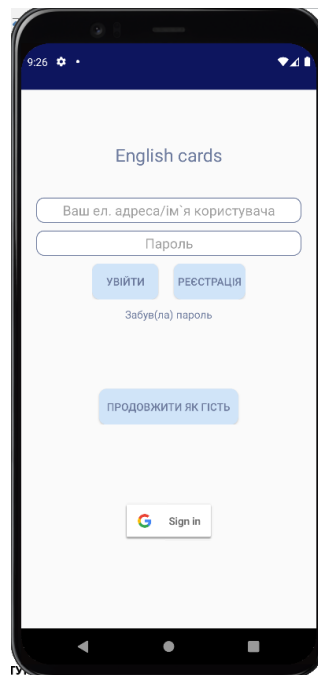 9:26
English cards
Ваш ел. адреса/ім`я користувача
Пароль
УВІЙТИ РЕЄСТРАЦІЯ
Забув(ла) пароль
ПРОДОВЖИТИ ЯК ГІСТЬ
Sign in